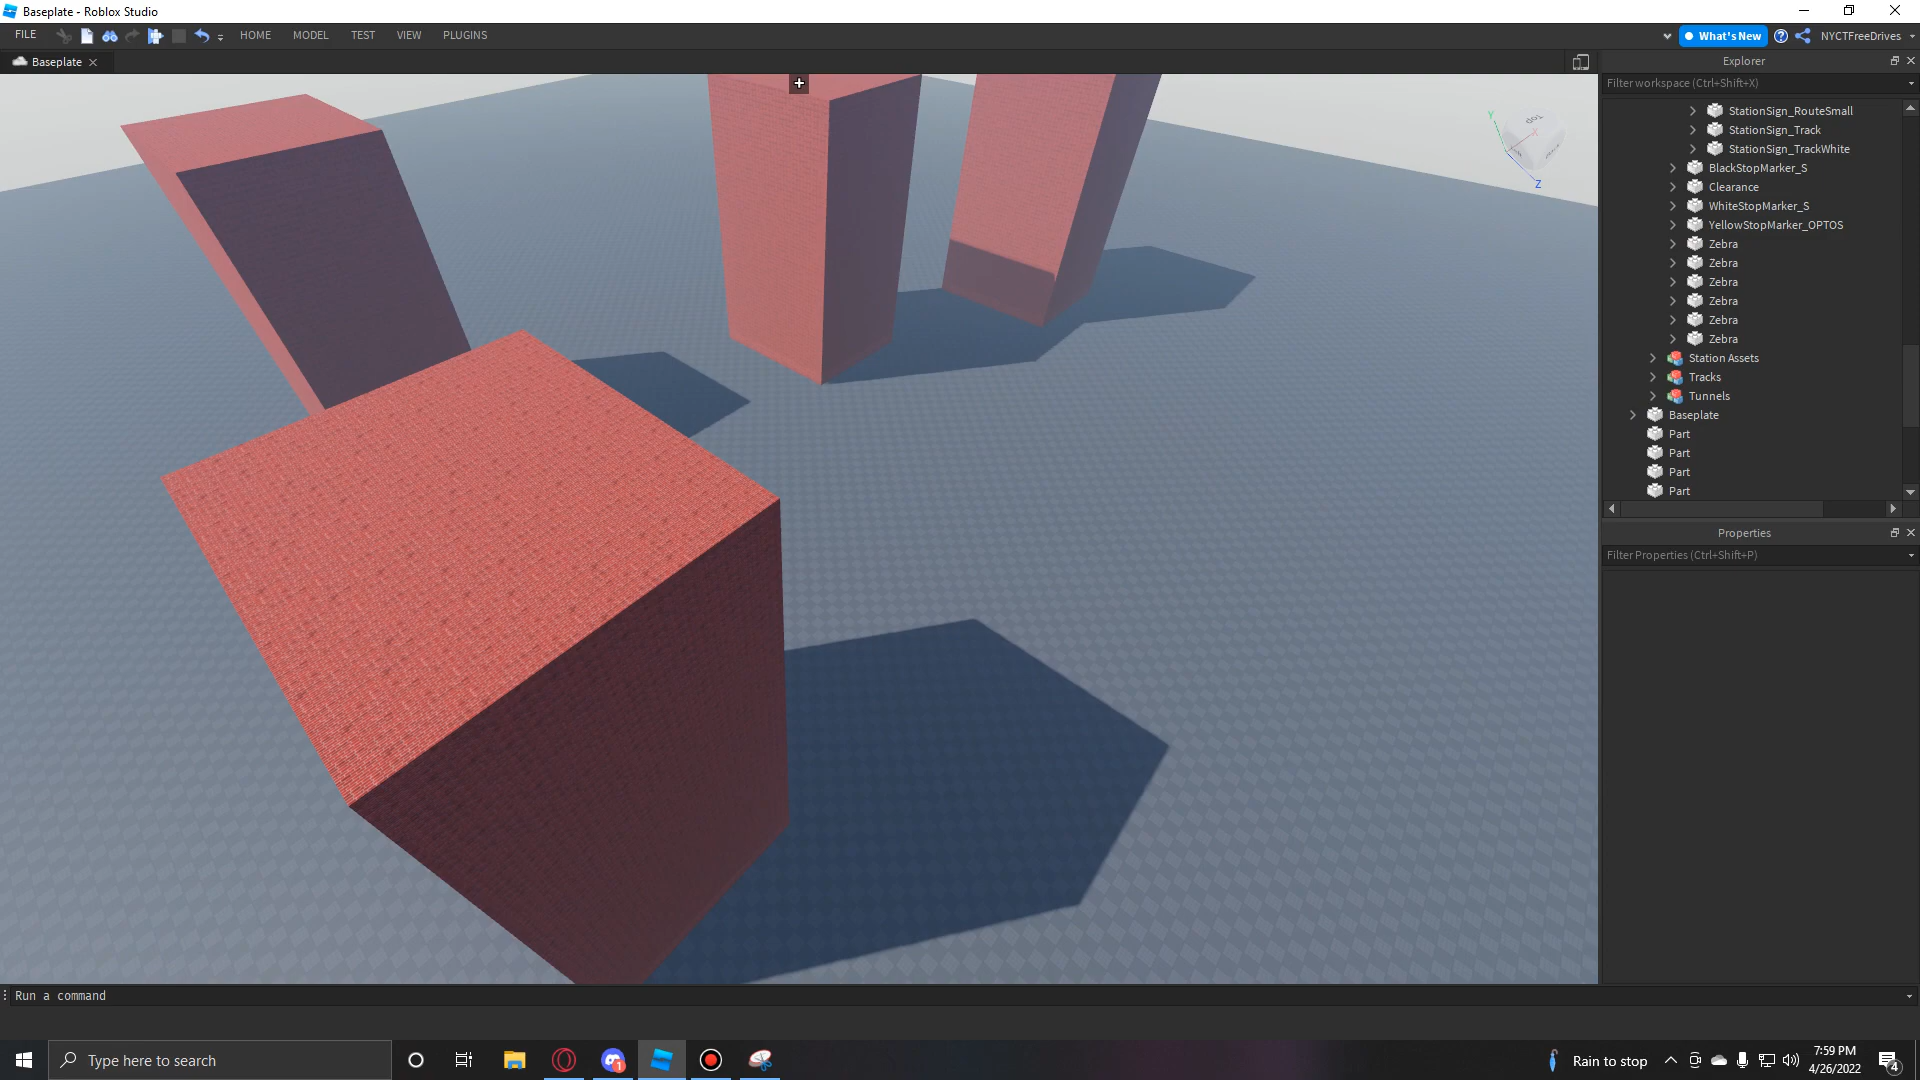 Baseplate - Roblox Studio
FILE HOME MODEL TEST VIEW PLUGINS What's New NYCTFreeDrives
Baseplate
Explorer
Filter workspace (Ctrl+Shift+X)
StationSign_RouteSmall
StationSign_Track
StationSign_TrackWhite
BlackStopMarker_S
Clearance
WhiteStopMarker_S
YellowStopMarker_OPTOS
Zebra
Zebra
Zebra
Zebra
Zebra
Zebra
Station Assets
Tracks
Tunnels
Baseplate
Part
Part
Part
Part
Properties
Filter Properties (Ctrl+Shift+P)
Y
Top
X
Z
Run a command
Type here to search
1
Rain to stop
7:59 PM
4/26/2022
4